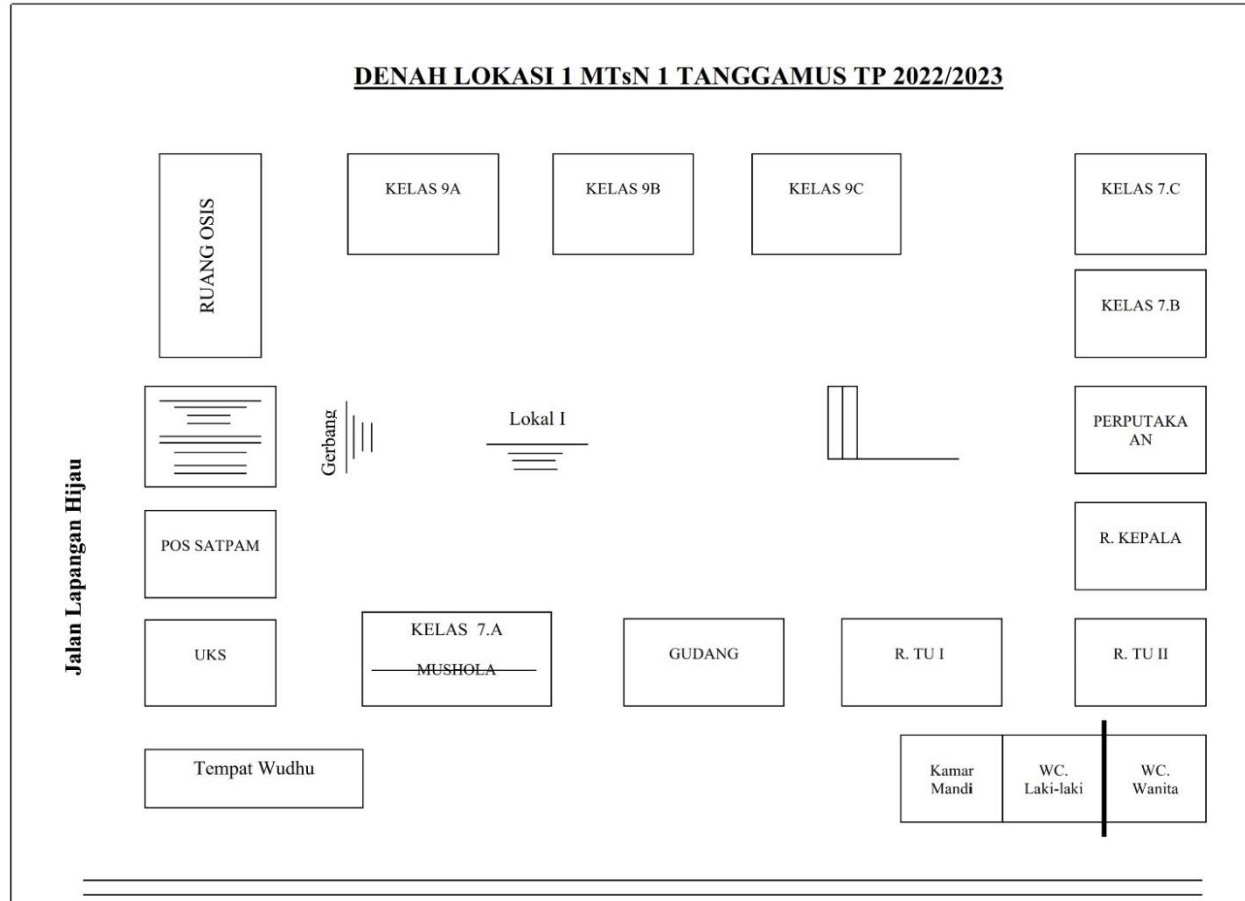 DENAH LOKASI 1 MTsN 1 TANGGAMUS TP 2022/2023
RUANG OSIS
KELAS 9A
KELAS 9B
KELAS 9C
KELAS 7.C
KELAS 7.B
Gerbang
Lokal I
PERPUTAKA
AN
Jalan Lapangan Hijau
POS SATPAM
R. KEPALA
UKS
KELAS 7.A
MUSHOLA
GUDANG
R. TU I
R. TU II
Tempat Wudhu
Kamar
Mandi
WC.
Laki-laki
WC.
Wanita